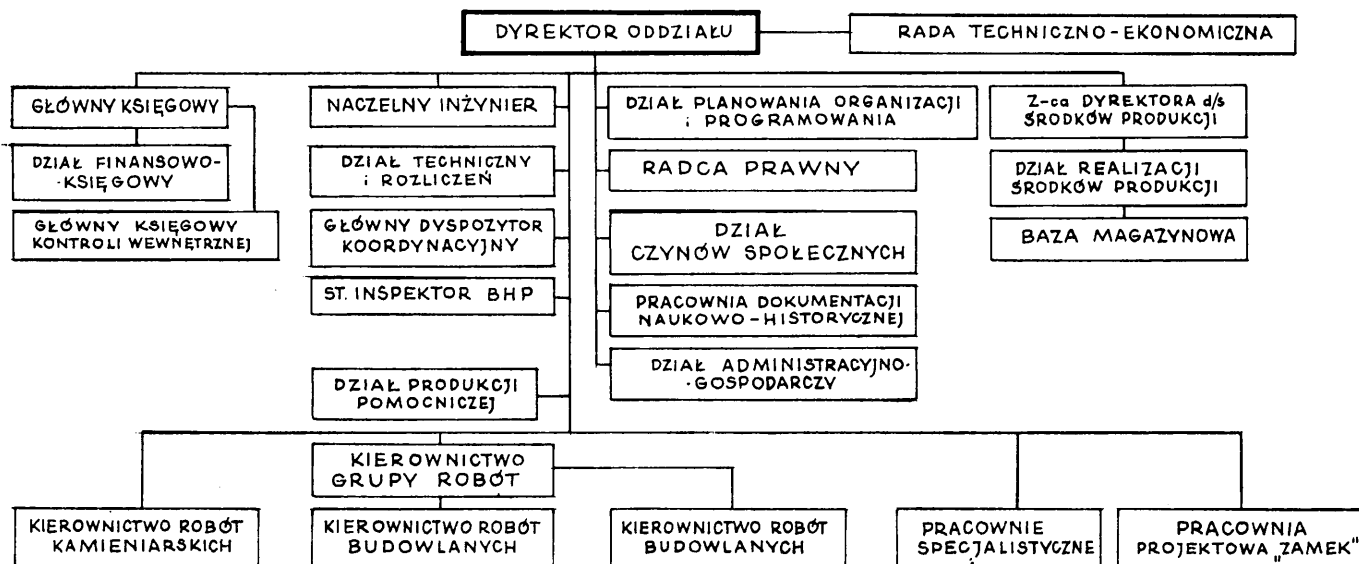 DYREKTOR ODDZIAŁU
RADA TECHNICZNO-EKONOMICZNA
GŁÓWNY KSIĘGOWY
NACZELNY INŻYNIER
DZIAŁ PLANOWANIA ORGANIZACJI
i PROGRAMOWANIA
Z-ca DYREKTORA d/s
ŚRODKÓW PRODUKCJI
DZIAŁ FINANSOWO-
-KSIĘGOWY
DZIAŁ TECHNICZNY
i ROZLICZEŃ
RADCA PRAWNY
DZIAŁ REALIZACJI
ŚRODKÓW PRODUKCJI
GŁÓWNY KSIĘGOWY
KONTROLI WEWNĘTRZNEJ
GŁÓWNY DYSPOZYTOR
KOORDYNACYJNY
DZIAŁ
CZYNÓW SPOŁECZNYCH
BAZA MAGAZYNOWA
ST. INSPEKTOR BHP
PRACOWNIA DOKUMENTACJI
NAUKOWO-HISTORYCZNEJ
DZIAŁ PRODUKCJI
POMOCNICZEJ
DZIAŁ ADMINISTRACYJNO-
-GOSPODARCZY
KIEROWNICTWO
GRUPY ROBÓT
KIEROWNICTWO ROBÓT
KAMIENIARSKICH
KIEROWNICTWO ROBÓT
BUDOWLANYCH
KIEROWNICTWO ROBÓT
BUDOWLANYCH
PRACOWNIE
SPECJALISTYCZNE
PRACOWNIA
PROJEKTOWA „ZAMEK"